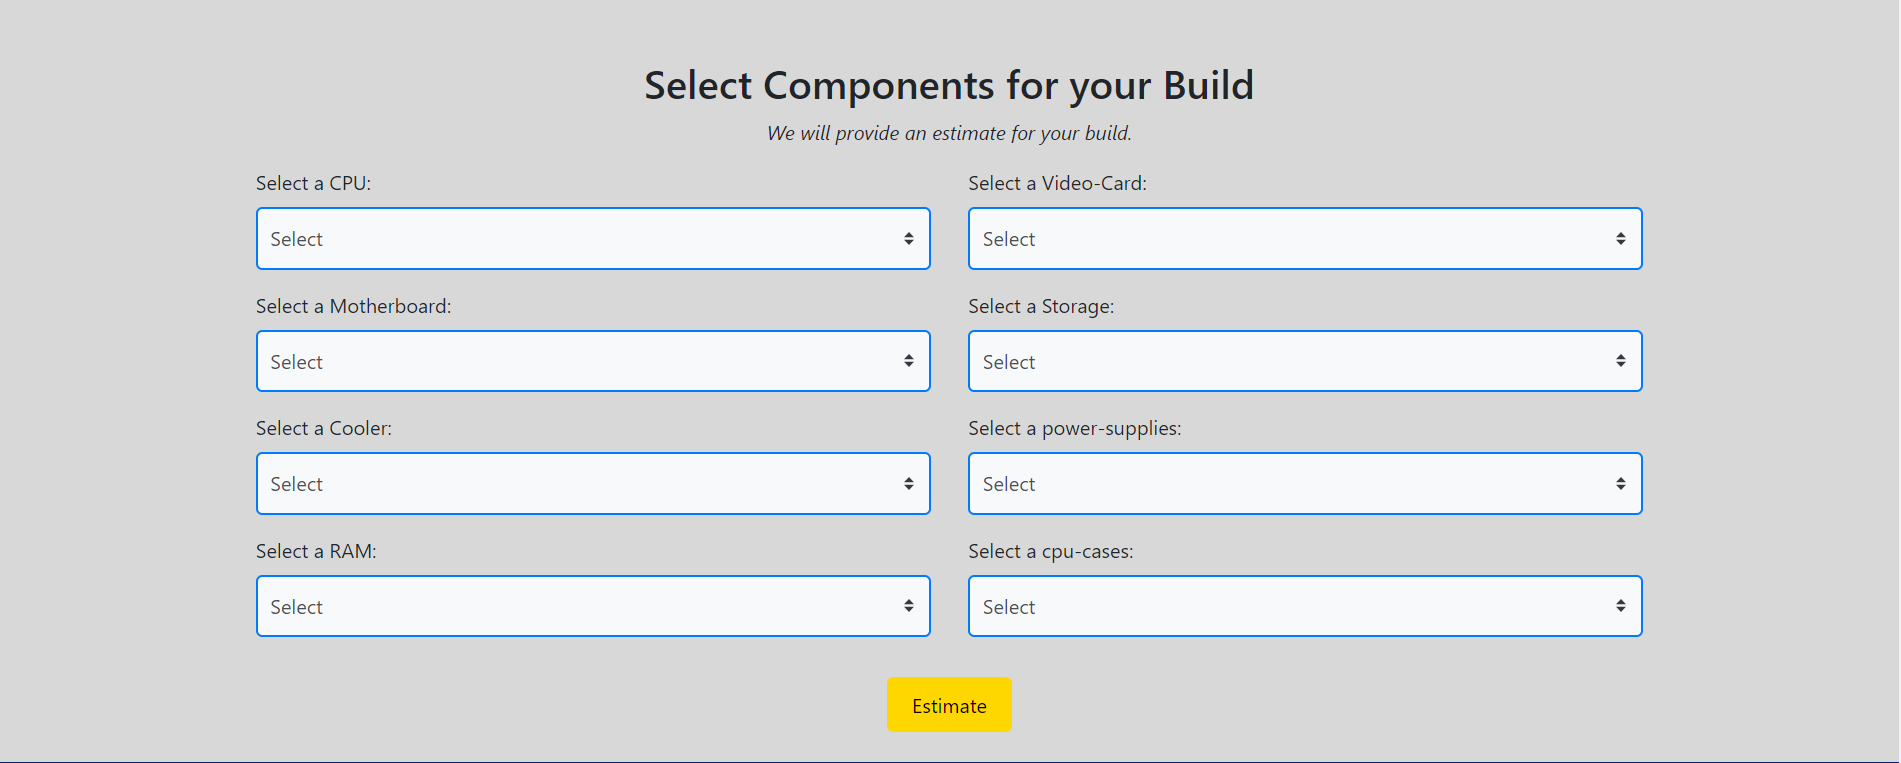 Select Components for your Build
We will provide an estimate for your build.
Select a CPU:
Select
Select a Video-Card:
Select
Select a Motherboard:
Select
Select a Storage:
Select
Select a Cooler:
Select
Select a power-supplies:
Select
Select a RAM:
Select
Select a cpu-cases:
Select
Estimate